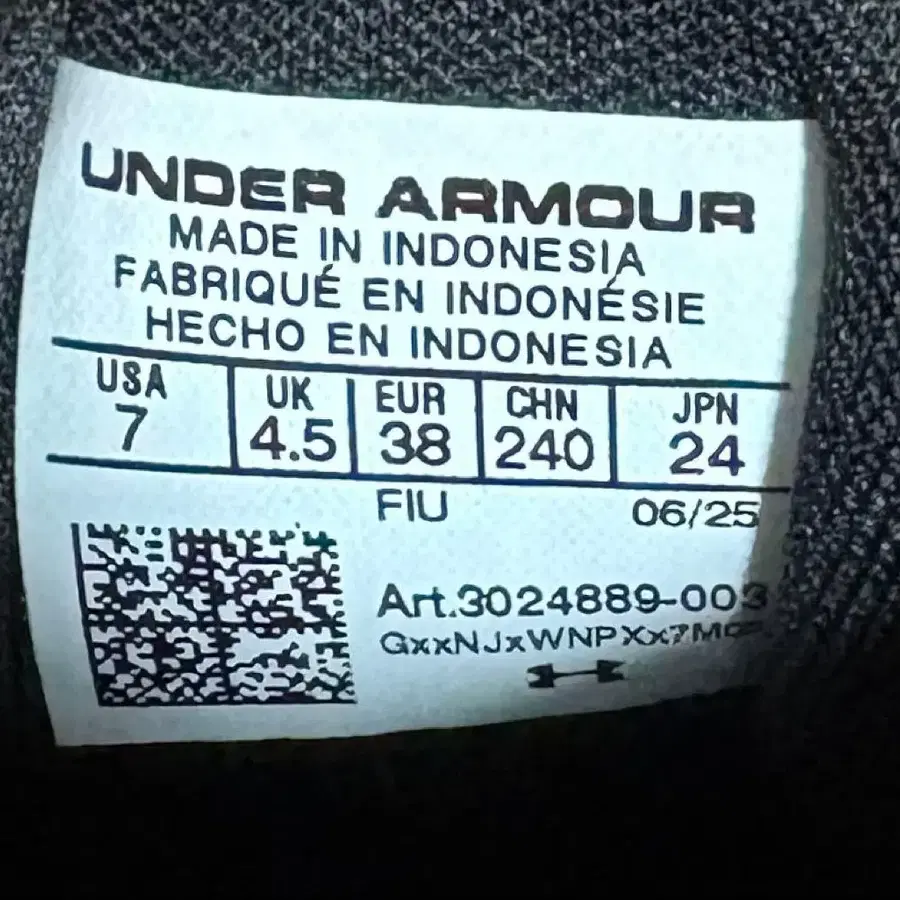 UNDER ARMOUR
MADE IN INDONESIA
FABRIQUÉ EN INDONÉSIE
HECHO EN INDONESIA
USA UK EUR CHN JPN
7 4.5 38 240 24
FIU 06/25
Art.3024889-003